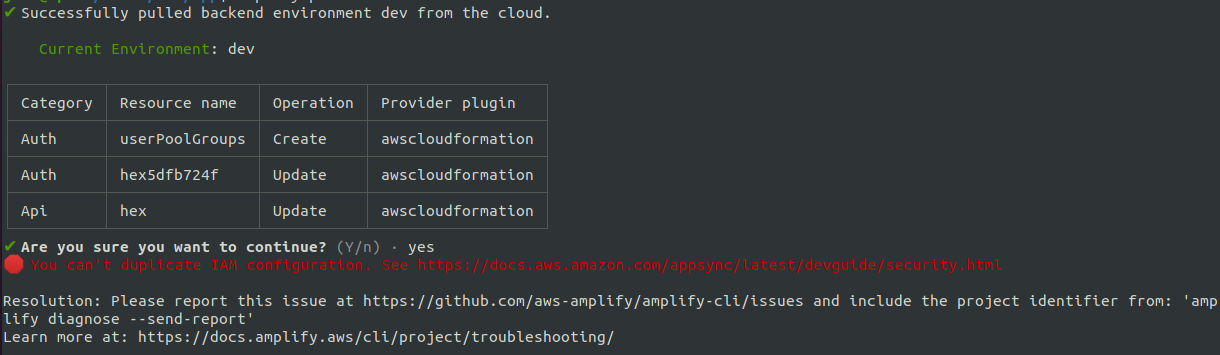 ✔ Successfully pulled backend environment dev from the cloud.
Current Environment: dev
Category Resource name Operation Provider plugin
Auth userPoolGroups Create awscloudformation
Auth hex5dfb724f Update awscloudformation
Api hex Update awscloudformation
✔ Are you sure you want to continue? (Y/n) · yes
🛑 You can't duplicate IAM configuration. See https://docs.aws.amazon.com/appsync/latest/devguide/security.html
Resolution: Please report this issue at https://github.com/aws-amplify/amplify-cli/issues and include the project identifier from: 'amp
lify diagnose --send-report'
Learn more at: https://docs.amplify.aws/cli/project/troubleshooting/